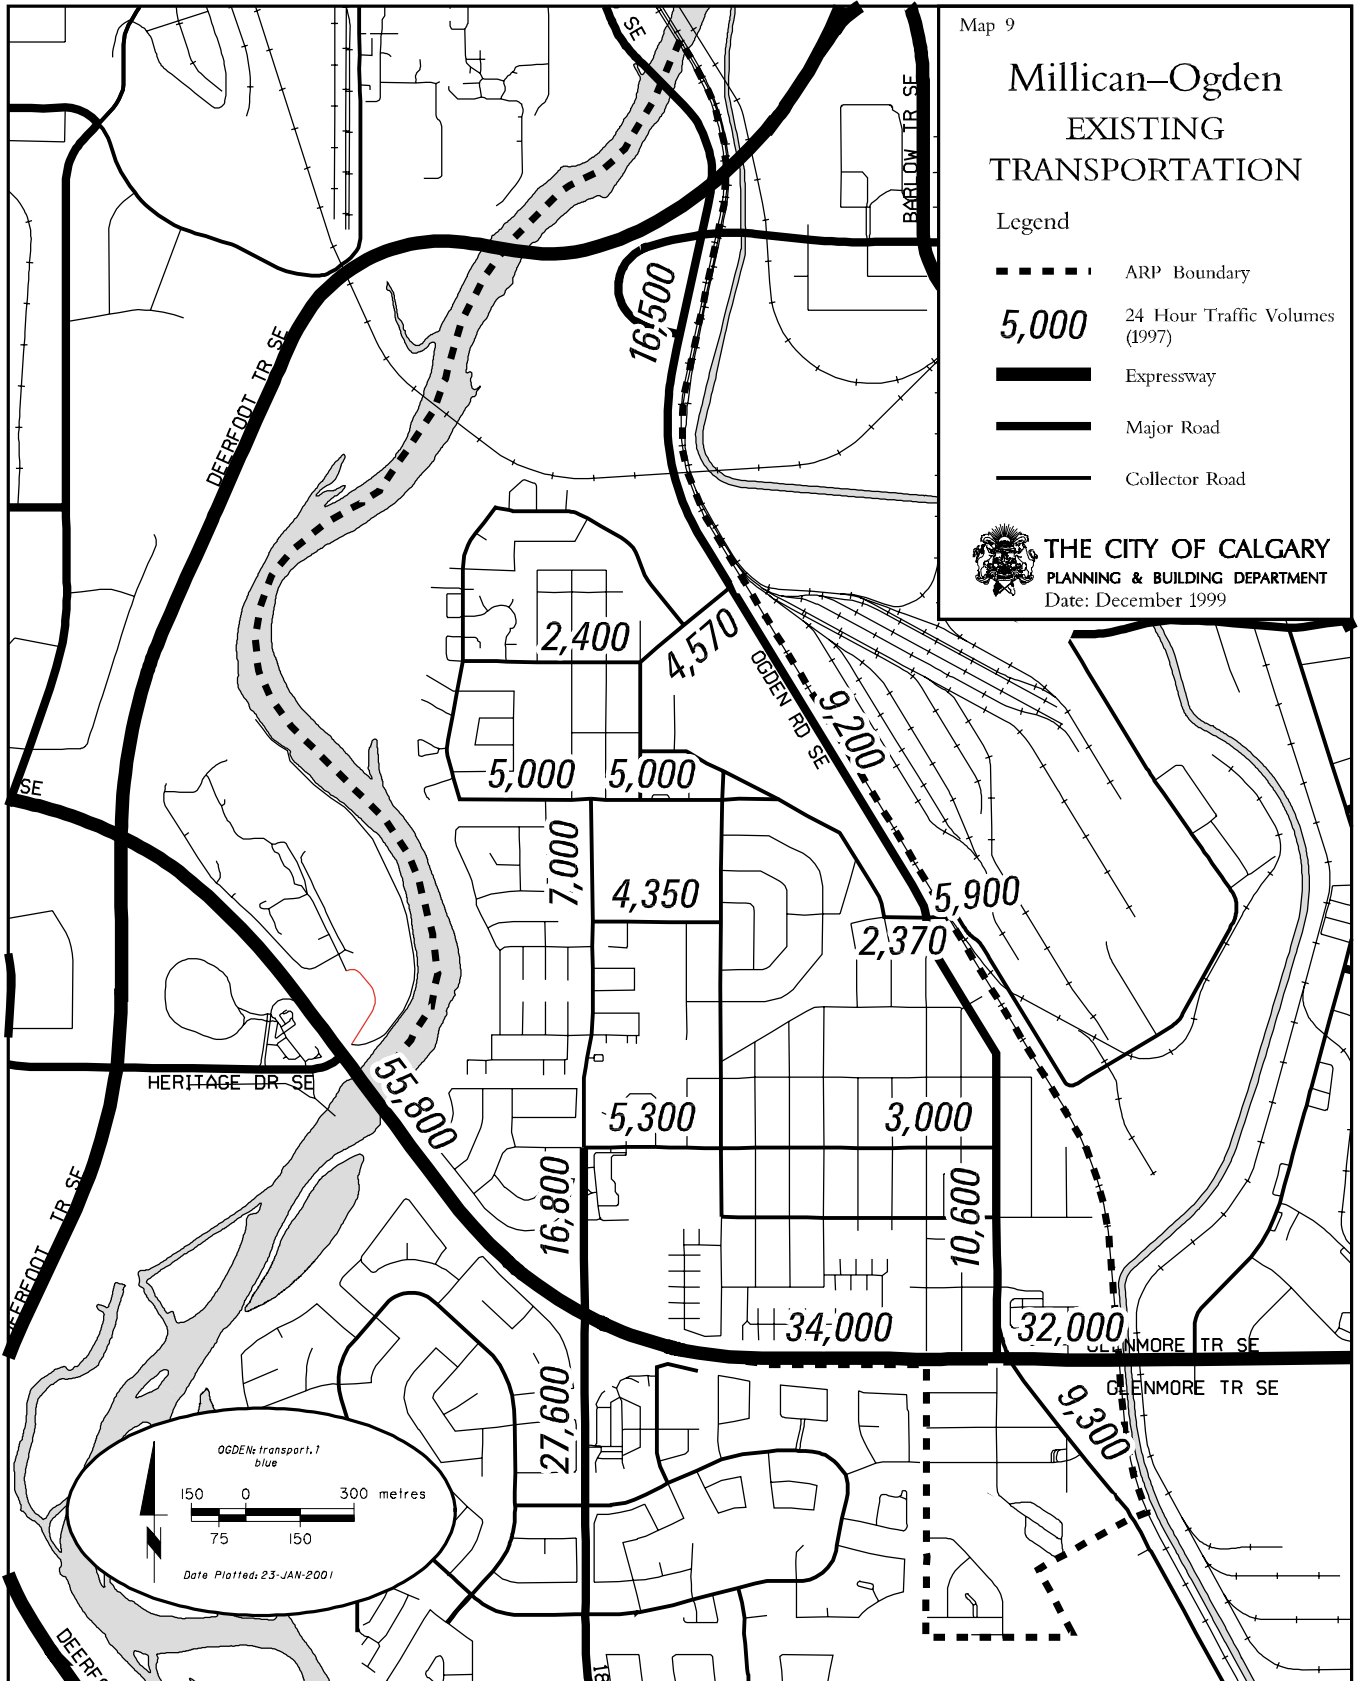 Map 9
Millican–Ogden
EXISTING
TRANSPORTATION
Legend
ARP Boundary
5,000
24 Hour Traffic Volumes
(1997)
Expressway
Major Road
Collector Road
THE CITY OF CALGARY
PLANNING & BUILDING DEPARTMENT
Date: December 1999
SE
BARLOW TR SE
16,500
DEERFOOT TR SE
2,400
4,570
OGDEN RD SE
9,200
SE
5,000
5,000
7,000
4,350
5,900
2,370
HERITAGE DR SE
55,800
5,300
3,000
16,800
10,600
DEERFOOT TR SE
34,000
32,000
GLENMORE TR SE
GLENMORE TR SE
27,600
9,300
OGDEN: transport.1
blue
150 0 300 metres
75 150
Date Plotted: 23-JAN-2001
DEERFO
18